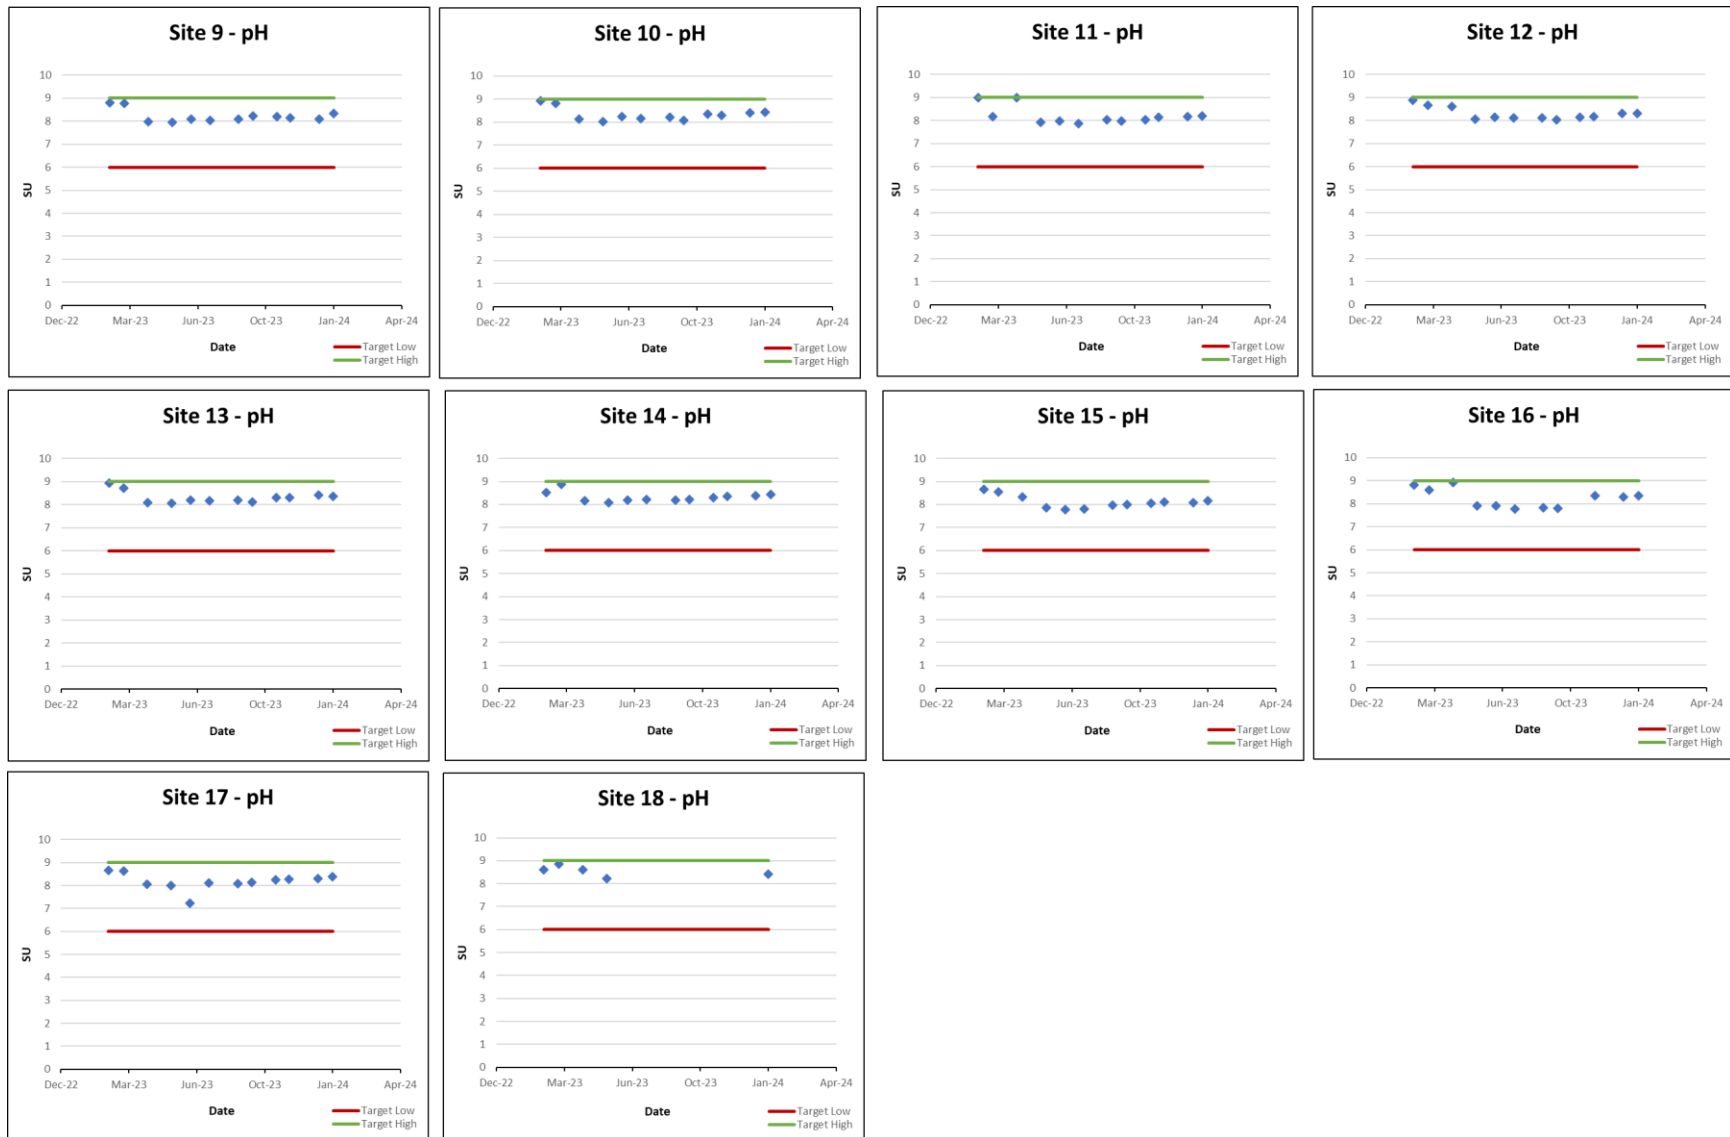 Site 9 - pH
10
9
8
7
6
5
4
3
2
1
0
SU
Dec-22 Mar-23 Jun-23 Oct-23 Jan-24 Apr-24
Date
Target Low
Target High
Site 10 - pH
10
9
8
7
6
5
4
3
2
1
0
SU
Dec-22 Mar-23 Jun-23 Oct-23 Jan-24 Apr-24
Date
Target Low
Target High
Site 11 - pH
10
9
8
7
6
5
4
3
2
1
0
SU
Dec-22 Mar-23 Jun-23 Oct-23 Jan-24 Apr-24
Date
Target Low
Target High
Site 12 - pH
10
9
8
7
6
5
4
3
2
1
0
SU
Dec-22 Mar-23 Jun-23 Oct-23 Jan-24 Apr-24
Date
Target Low
Target High
Site 13 - pH
10
9
8
7
6
5
4
3
2
1
0
SU
Dec-22 Mar-23 Jun-23 Oct-23 Jan-24 Apr-24
Date
Target Low
Target High
Site 14 - pH
10
9
8
7
6
5
4
3
2
1
0
SU
Dec-22 Mar-23 Jun-23 Oct-23 Jan-24 Apr-24
Date
Target Low
Target High
Site 15 - pH
10
9
8
7
6
5
4
3
2
1
0
SU
Dec-22 Mar-23 Jun-23 Oct-23 Jan-24 Apr-24
Date
Target Low
Target High
Site 16 - pH
10
9
8
7
6
5
4
3
2
1
0
SU
Dec-22 Mar-23 Jun-23 Oct-23 Jan-24 Apr-24
Date
Target Low
Target High
Site 17 - pH
10
9
8
7
6
5
4
3
2
1
0
SU
Dec-22 Mar-23 Jun-23 Oct-23 Jan-24 Apr-24
Date
Target Low
Target High
Site 18 - pH
10
9
8
7
6
5
4
3
2
1
0
SU
Dec-22 Mar-23 Jun-23 Oct-23 Jan-24 Apr-24
Date
Target Low
Target High